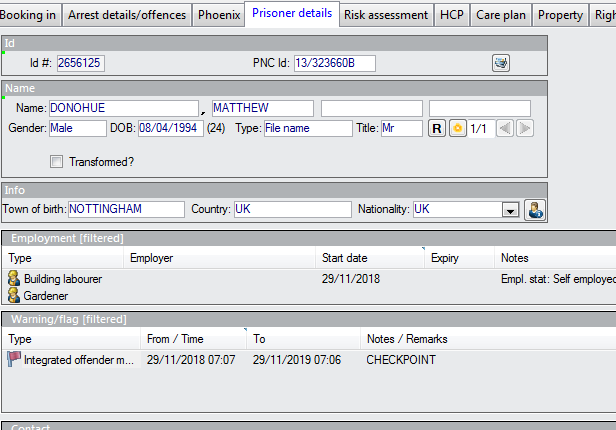 Booking in Arrest details/offences Phoenix Prisoner details Risk assessment HCP Care plan Property Righ
Id
Id #: 2656125 PNC Id: 13/323660B
Name
Name: DONOHUE , MATTHEW
Gender: Male DOB: 08/04/1994 (24) Type: File name Title: Mr R 1/1
Transformed?
Info
Town of birth: NOTTINGHAM Country: UK Nationality: UK
Employment [filtered]
Type Employer Start date Expiry Notes
Building labourer 29/11/2018 Empl. stat: Self employed
Gardener
Warning/flag [filtered]
Type From / Time To Notes / Remarks
Integrated offender m... 29/11/2018 07:07 29/11/2019 07:06 CHECKPOINT
Contact